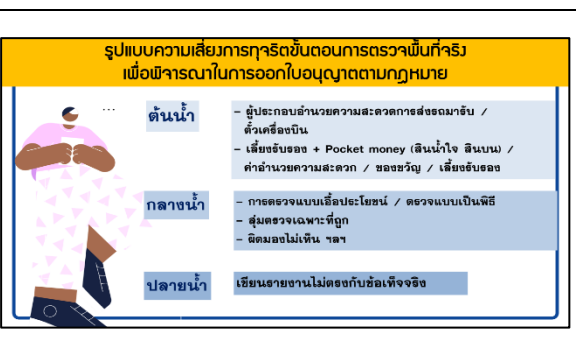 รูปแบบความเสี่ยงการทุจริตขั้นตอนการตรวจพื้นที่จริง
เพื่อพิจารณาในการออกใบอนุญาตตามกฎหมาย
ต้นน้ำ
- ผู้ประกอบอำนวยความสะดวกการส่งรถมารับ /
ตั๋วเครื่องบิน
- เลี้ยงรับรอง + Pocket money (สินน้ำใจ สินบน) /
ค่าอำนวยความสะดวก / ของขวัญ / เลี้ยงรับรอง
กลางน้ำ
- การตรวจแบบเอื้อประโยชน์ / ตรวจแบบเป็นพิธี
- สุ่มตรวจเฉพาะที่ถูก
- ผิดมองไม่เห็น ฯลฯ
ปลายน้ำ
เขียนรายงานไม่ตรงกับข้อเท็จจริง